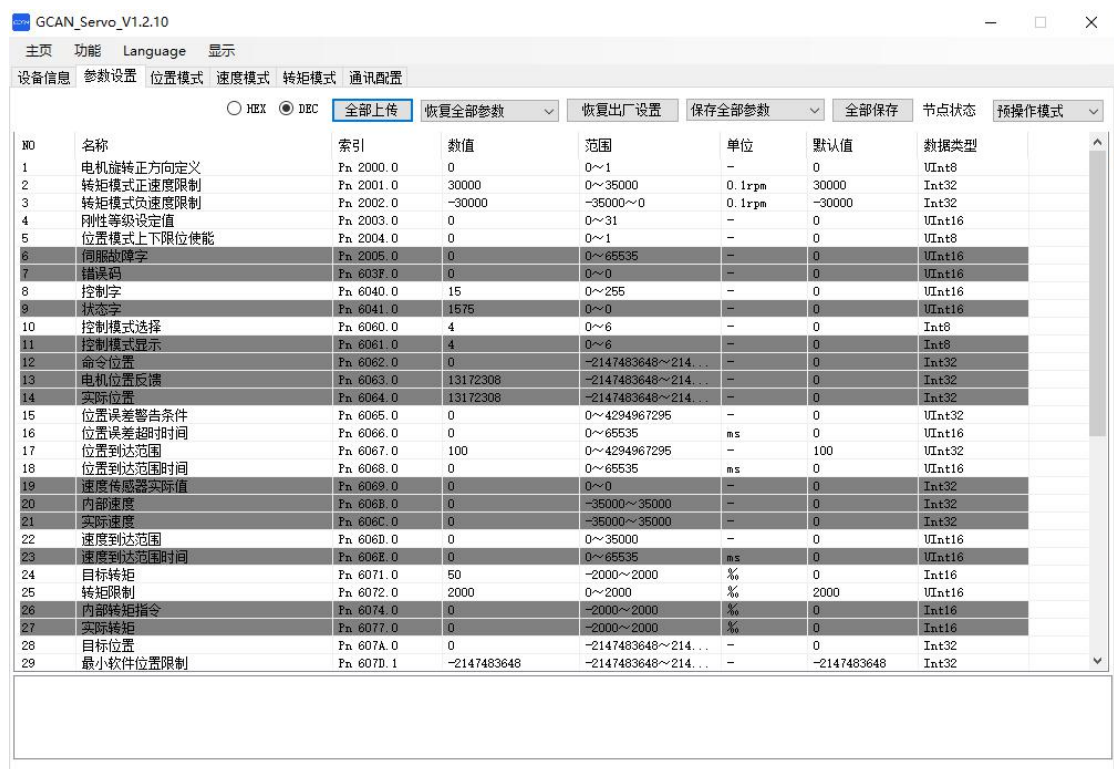 GCAN_Servo_V1.2.10
主页 功能 Language 显示
设备信息 参数设置 位置模式 速度模式 转矩模式 通讯配置
HEX DEC 全部上传 恢复全部参数 恢复出厂设置 保存全部参数 全部保存 节点状态 预操作模式
NO 名称 索引 数值 范围 单位 默认值 数据类型
1 电机旋转正方向定义 Pn 2000.0 0 0~1 - 0 UInt8
2 转矩模式正速度限制 Pn 2001.0 30000 0~35000 0.1rpm 30000 Int32
3 转矩模式负速度限制 Pn 2002.0 -30000 -35000~0 0.1rpm -30000 Int32
4 刚性等级设定值 Pn 2003.0 0 0~31 - 0 UInt16
5 位置模式上下限位使能 Pn 2004.0 0 0~1 - 0 UInt8
6 伺服故障字 Pn 2005.0 0 0~65535 - 0 UInt16
7 错误码 Pn 603F.0 0 0~0 - 0 UInt16
8 控制字 Pn 6040.0 15 0~255 - 0 UInt16
9 状态字 Pn 6041.0 1575 0~0 - 0 UInt16
10 控制模式选择 Pn 6060.0 4 0~6 - 0 Int8
11 控制模式显示 Pn 6061.0 4 0~6 - 0 Int8
12 命令位置 Pn 6062.0 0 -2147483648~214... - 0 Int32
13 电机位置反馈 Pn 6063.0 13172308 -2147483648~214... - 0 Int32
14 实际位置 Pn 6064.0 13172308 -2147483648~214... - 0 Int32
15 位置误差警告条件 Pn 6065.0 0 0~4294967295 - 0 UInt32
16 位置误差超时时间 Pn 6066.0 0 0~65535 ms 0 UInt16
17 位置到达范围 Pn 6067.0 100 0~4294967295 - 100 UInt32
18 位置到达范围时间 Pn 6068.0 0 0~65535 ms 0 UInt16
19 速度传感器实际值 Pn 6069.0 0 0~0 - 0 Int32
20 内部速度 Pn 606B.0 0 -35000~35000 - 0 Int32
21 实际速度 Pn 606C.0 0 -35000~35000 - 0 Int32
22 速度到达范围 Pn 606D.0 0 0~35000 - 0 UInt16
23 速度到达范围时间 Pn 606E.0 0 0~65535 ms 0 UInt16
24 目标转矩 Pn 6071.0 50 -2000~2000 ‰ 0 Int16
25 转矩限制 Pn 6072.0 2000 0~2000 ‰ 2000 UInt16
26 内部转矩指令 Pn 6074.0 0 -2000~2000 ‰ 0 Int16
27 实际转矩 Pn 6077.0 0 -2000~2000 ‰ 0 Int16
28 目标位置 Pn 607A.0 0 -2147483648~214... - 0 Int32
29 最小软件位置限制 Pn 607D.1 -2147483648 -2147483648~214... - -2147483648 Int32